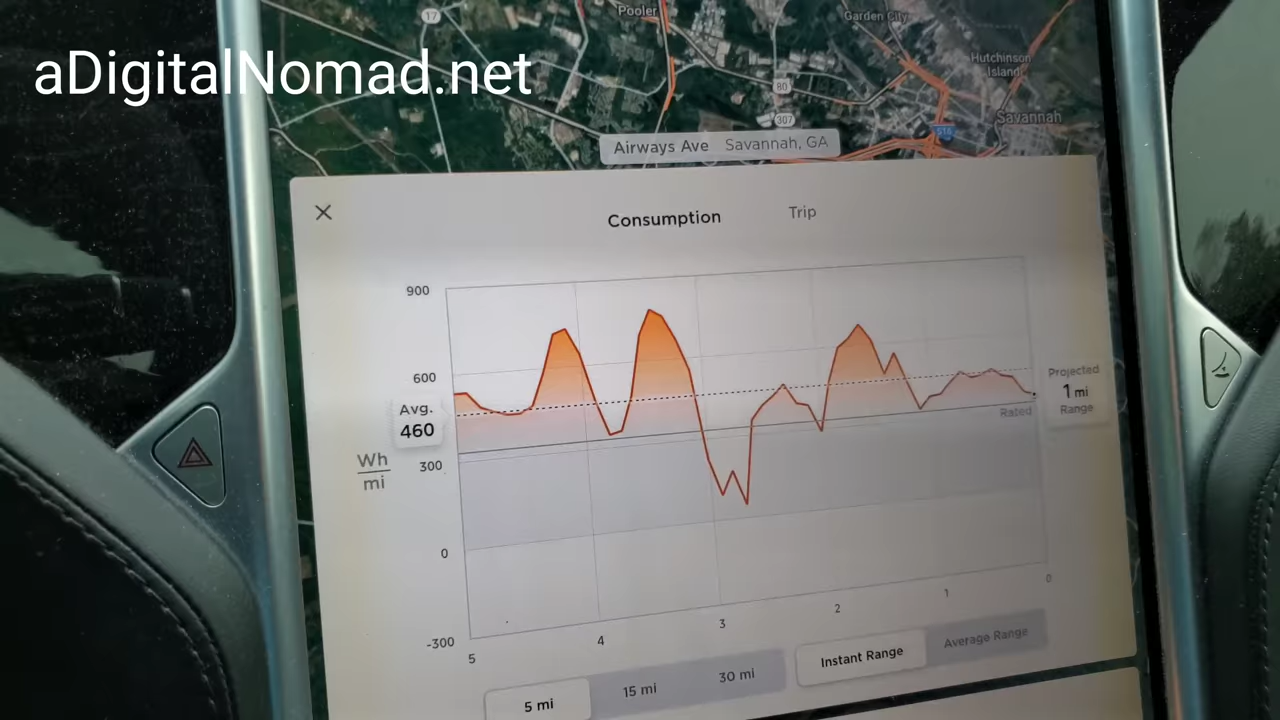 aDigitalNomad.net
17
Pooler
Garden City
Hutchinson
Island
80
307
516
Savannah
Airways Ave Savannah, GA
Consumption
Trip
900
600
Avg.
460
Wh
mi
300
0
-300
Projected
1 mi
Range
Rated
5
4
3
2
1
0
5 mi
15 mi
30 mi
Instant Range
Average Range